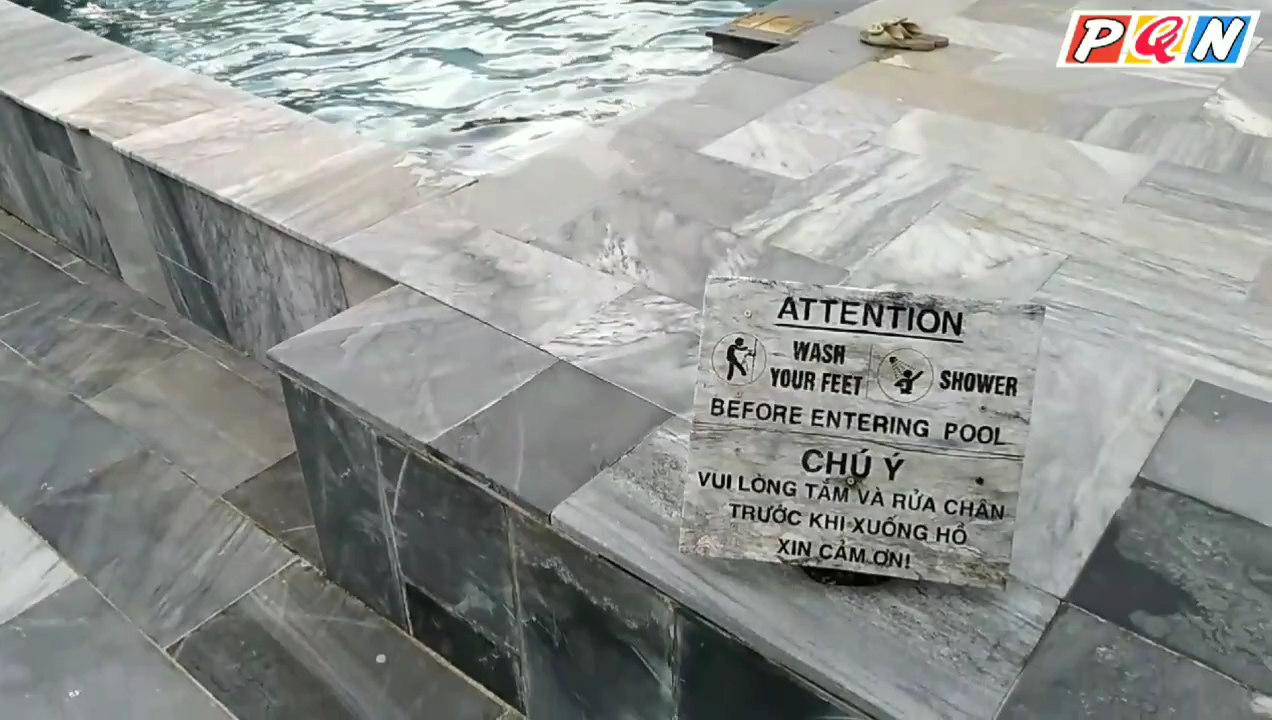 PQN
ATTENTION
WASH
YOUR FEET
SHOWER
BEFORE ENTERING POOL
CHÚ Ý
VUI LÒNG TẮM VÀ RỬA CHÂN
TRƯỚC KHI XUỐNG HỒ
XIN CẢM ƠN!